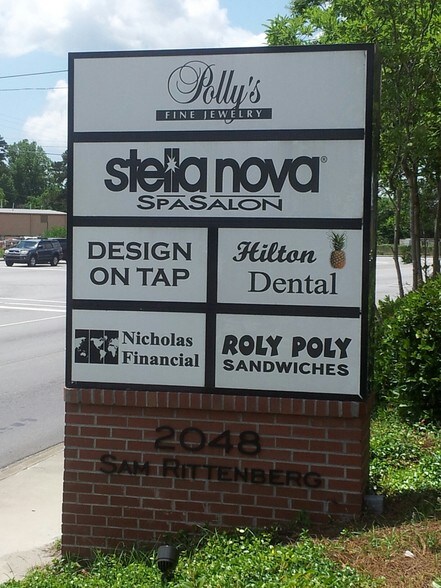 Polly's
FINE JEWELRY
stella nova®
SPASALON
DESIGN
ON TAP
Hilton
Dental
Nicholas
Financial
ROLY POLY
SANDWICHES
2048
SAM RITTENBERG